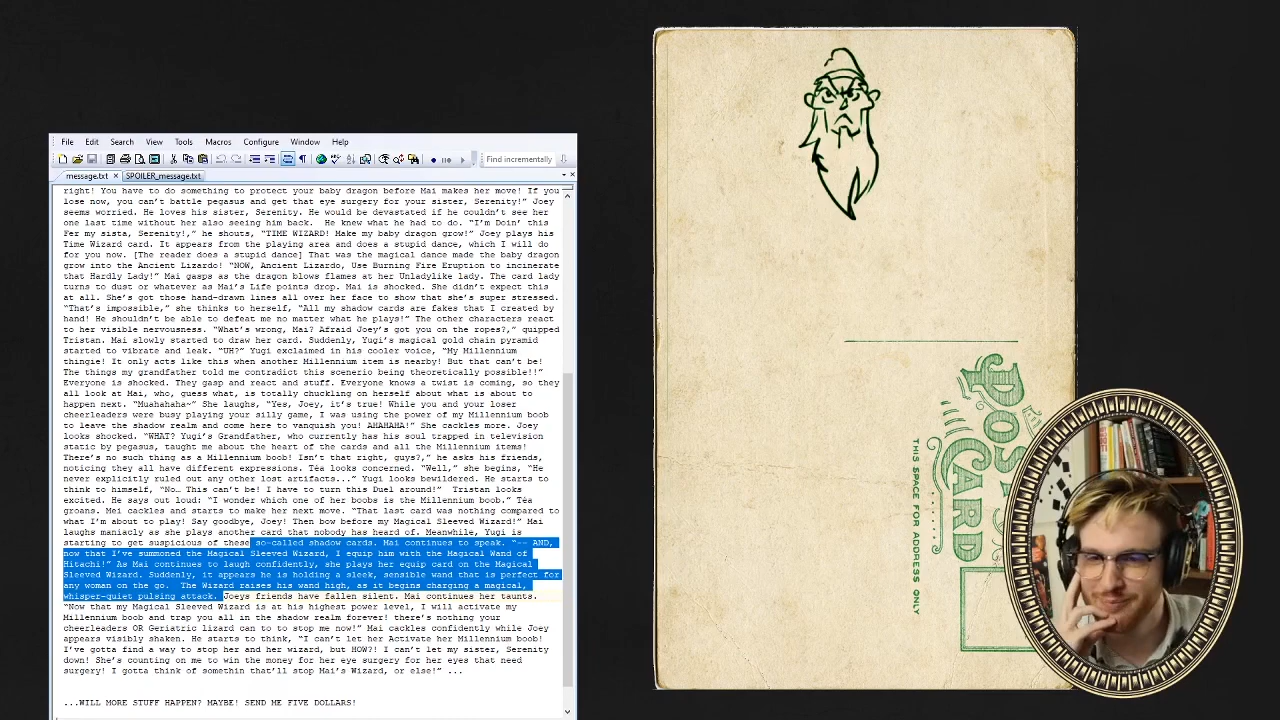 File Edit Search View Tools Macros Configure Window Help
Find incrementally
message.txt SPOILER_message.txt
right! You have to do something to protect your baby dragon before Mai makes her move! If you
lose now, you can’t battle pegasus and get that eye surgery for your sister, Serenity!” Joey
seems worried. He loves his sister, Serenity. He would be devastated if he couldn’t see her
one last time without her also seeing him back.  He knew what he had to do. “I’m Doin’ this
Fer my sista, Serenity!,” he shouts, “TIME WIZARD! Make my baby dragon grow!” Joey plays his
Time Wizard card. It appears from the playing area and does a stupid dance, which I will do
for you now. [The reader does a stupid dance] That was the magical dance made the baby dragon
grow into the Ancient Lizardo! “NOW, Ancient Lizardo, Use Burning Fire Eruption to incinerate
that Hardly Lady!” Mai gasps as the dragon blows flames at her Unladylike lady. The card lady
turns to dust or whatever as Mai’s Life points drop. Mai is shocked. She didn’t expect this
at all. She’s got those hand-drawn lines all over her face to show that she’s super stressed.
“That’s impossible,” she thinks to herself, “All my shadow cards are fakes that I created by
hand! He shouldn’t be able to defeat me no matter what he plays!” The other characters react
to her visible nervousness. “What’s wrong, Mai? Afraid Joey’s got you on the ropes?,” quipped
Tristan. Mai slowly started to draw her card. Suddenly, Yugi’s magical gold chain pyramid
started to vibrate and leak. “UH?” Yugi exclaimed in his cooler voice, “My Millennium
thingie! It only acts like this when another Millennium item is nearby! But that can’t be!
The things my grandfather told me contradict this scenerio being theoretically possible!!”
Everyone is shocked. They gasp and react and stuff. Everyone knows a twist is coming, so they
all look at Mai, who, guess what, is totally chuckling on herself about what is about to
happen next. “Muahahaha~” She laughs, “Yes, Joey, it’s true! While you and your loser
cheerleaders were busy playing your silly game, I was using the power of my Millennium boob
to leave the shadow realm and come here to vanquish you! AHAHAHA!” She cackles more. Joey
looks shocked. “WHAT? Yugi’s Grandfather, who currently has his soul trapped in television
static by pegasus, taught me about the heart of the cards and all the Millennium items!
There’s no such thing as a Millennium boob! Isn’t that right, guys?,” he asks his friends,
noticing they all have different expressions. Téa looks concerned. “Well,” she begins, “He
never explicitly ruled out any other lost artifacts...” Yugi looks bewildered. He starts to
think to himself, “No… This can’t be! I have to turn this Duel around!”  Tristan looks
excited. He says out loud: “I wonder which one of her boobs is the Millennium boob.” Téa
groans. Mei cackles and starts to make her next move. “That last card was nothing compared to
what I’m about to play! Say goodbye, Joey! Then bow before my Magical Sleeved Wizard!” Mai
laughs maniacly as she plays another card that nobody has heard of. Meanwhile, Yugi is
starting to get suspicious of these so-called shadow cards. Mai continues to speak. “-- AND,
now that I’ve summoned the Magical Sleeved Wizard, I equip him with the Magical Wand of
Hitachi!” As Mai continues to laugh confidently, she plays her equip card on the Magical
Sleeved Wizard. Suddenly, it appears he is holding a sleek, sensible wand that is perfect for
any woman on the go.  The Wizard raises his wand high, as it begins charging a magical,
whisper-quiet pulsing attack. Joeys friends have fallen silent. Mai continues her taunts.
“Now that my Magical Sleeved Wizard is at his highest power level, I will activate my
Millennium boob and trap you all in the shadow realm forever! there’s nothing your
cheerleaders OR Geriatric lizard can to to stop me now!” Mai cackles confidently while Joey
appears visibly shaken. He starts to think, “I can’t let her Activate her Millennium boob!
I’ve gotta find a way to stop her and her wizard, but HOW?! I can’t let my sister, Serenity
down! She’s counting on me to win the money for her eye surgery for her eyes that need
surgery! I gotta think of somethin that’ll stop Mai’s Wizard, or else!” ...
...WILL MORE STUFF HAPPEN? MAYBE! SEND ME FIVE DOLLARS!
POS
CARD
THIS SPACE FOR ADDRESS ONLY